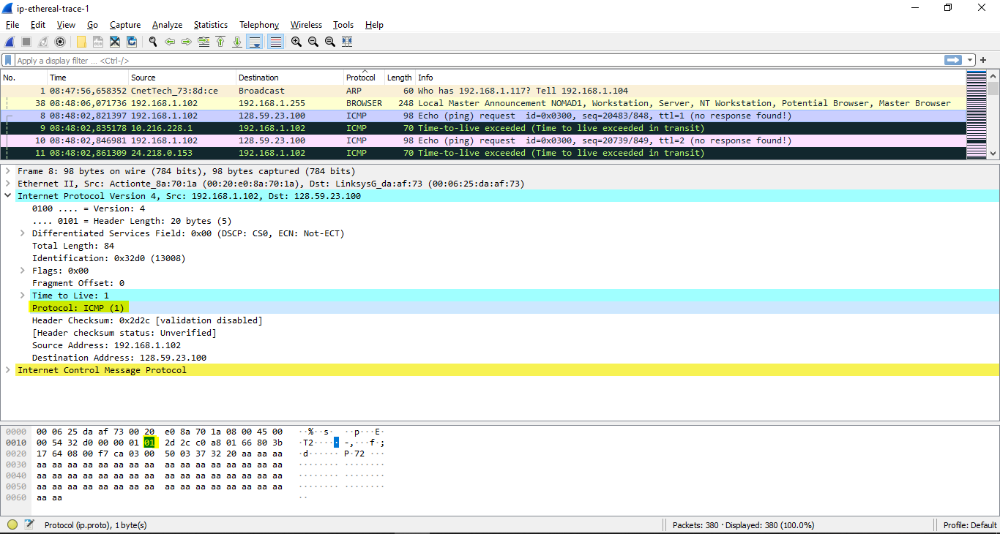 ip-ethereal-trace-1
File Edit View Go Capture Analyze Statistics Telephony Wireless Tools Help
Apply a display filter ... <Ctrl-/>
No. Time Source Destination Protocol Length Info
1 08:47:56,658352 CnetTech_73:8d:ce Broadcast ARP 60 Who has 192.168.1.117? Tell 192.168.1.104
38 08:48:06,071736 192.168.1.102 192.168.1.255 BROWSER 248 Local Master Announcement NOMAD1, Workstation, Server, NT Workstation, Potential Browser, Master Browser
8 08:48:02,821397 192.168.1.102 128.59.23.100 ICMP 98 Echo (ping) request id=0x0300, seq=20483/848, ttl=1 (no response found!)
9 08:48:02,835178 10.216.228.1 192.168.1.102 ICMP 70 Time-to-live exceeded (Time to live exceeded in transit)
10 08:48:02,846981 192.168.1.102 128.59.23.100 ICMP 98 Echo (ping) request id=0x0300, seq=20739/849, ttl=2 (no response found!)
11 08:48:02,861309 24.218.0.153 192.168.1.102 ICMP 70 Time-to-live exceeded (Time to live exceeded in transit)
Frame 8: 98 bytes on wire (784 bits), 98 bytes captured (784 bits)
Ethernet II, Src: Actionte_8a:70:1a (00:20:e0:8a:70:1a), Dst: LinksysG_da:af:73 (00:06:25:da:af:73)
Internet Protocol Version 4, Src: 192.168.1.102, Dst: 128.59.23.100
0100 .... = Version: 4
.... 0101 = Header Length: 20 bytes (5)
Differentiated Services Field: 0x00 (DSCP: CS0, ECN: Not-ECT)
Total Length: 84
Identification: 0x32d0 (13008)
Flags: 0x00
Fragment Offset: 0
Time to Live: 1
Protocol: ICMP (1)
Header Checksum: 0x2d2c [validation disabled]
[Header checksum status: Unverified]
Source Address: 192.168.1.102
Destination Address: 128.59.23.100
Internet Control Message Protocol
0000 00 06 25 da af 73 00 20 e0 8a 70 1a 08 00 45 00 ··%··s· ··p···E·
0010 00 54 32 d0 00 00 01 01 2d 2c c0 a8 01 66 80 3b ·T2····· -,···f·;
0020 17 64 08 00 f7 ca 03 00 50 03 37 32 20 aa aa aa ·d······ P·72 ···
0030 aa aa aa aa aa aa aa aa aa aa aa aa aa aa aa aa ········ ········
0040 aa aa aa aa aa aa aa aa aa aa aa aa aa aa aa aa ········ ········
0050 aa aa aa aa aa aa aa aa aa aa aa aa aa aa aa aa ········ ········
0060 aa aa ··
Protocol (ip.proto), 1 byte(s) Packets: 380 · Displayed: 380 (100.0%) Profile: Default